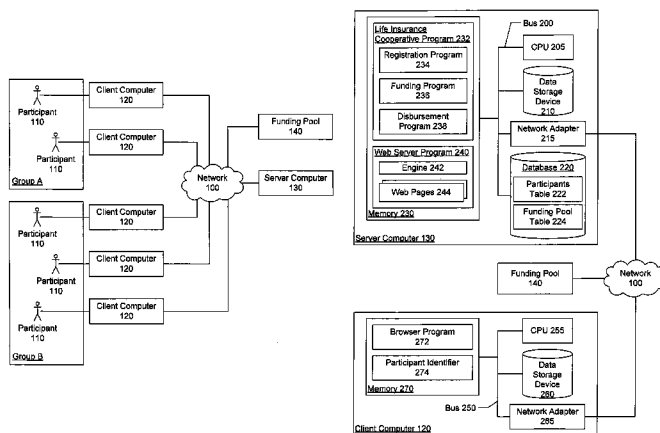 Participant
110
Client Computer
120
Participant
110
Client Computer
120
Group A
Participant
110
Client Computer
120
Participant
110
Client Computer
120
Participant
110
Client Computer
120
Group B
Network
100
Funding Pool
140
Server Computer
130
Life Insurance
Cooperative Program 232
Registration Program
234
Funding Program
236
Disbursement
Program 238
Web Server Program 240
Engine 242
Web Pages 244
Memory 230
Server Computer 130
Bus 200
CPU 205
Data
Storage
Device
210
Network Adapter
215
Database 220
Participants
Table 222
Funding Pool
Table 224
Funding Pool
140
Network
100
Browser Program
272
Participant Identifier
274
Memory 270
Bus 250
CPU 255
Data
Storage
Device
260
Network Adapter
265
Client Computer 120